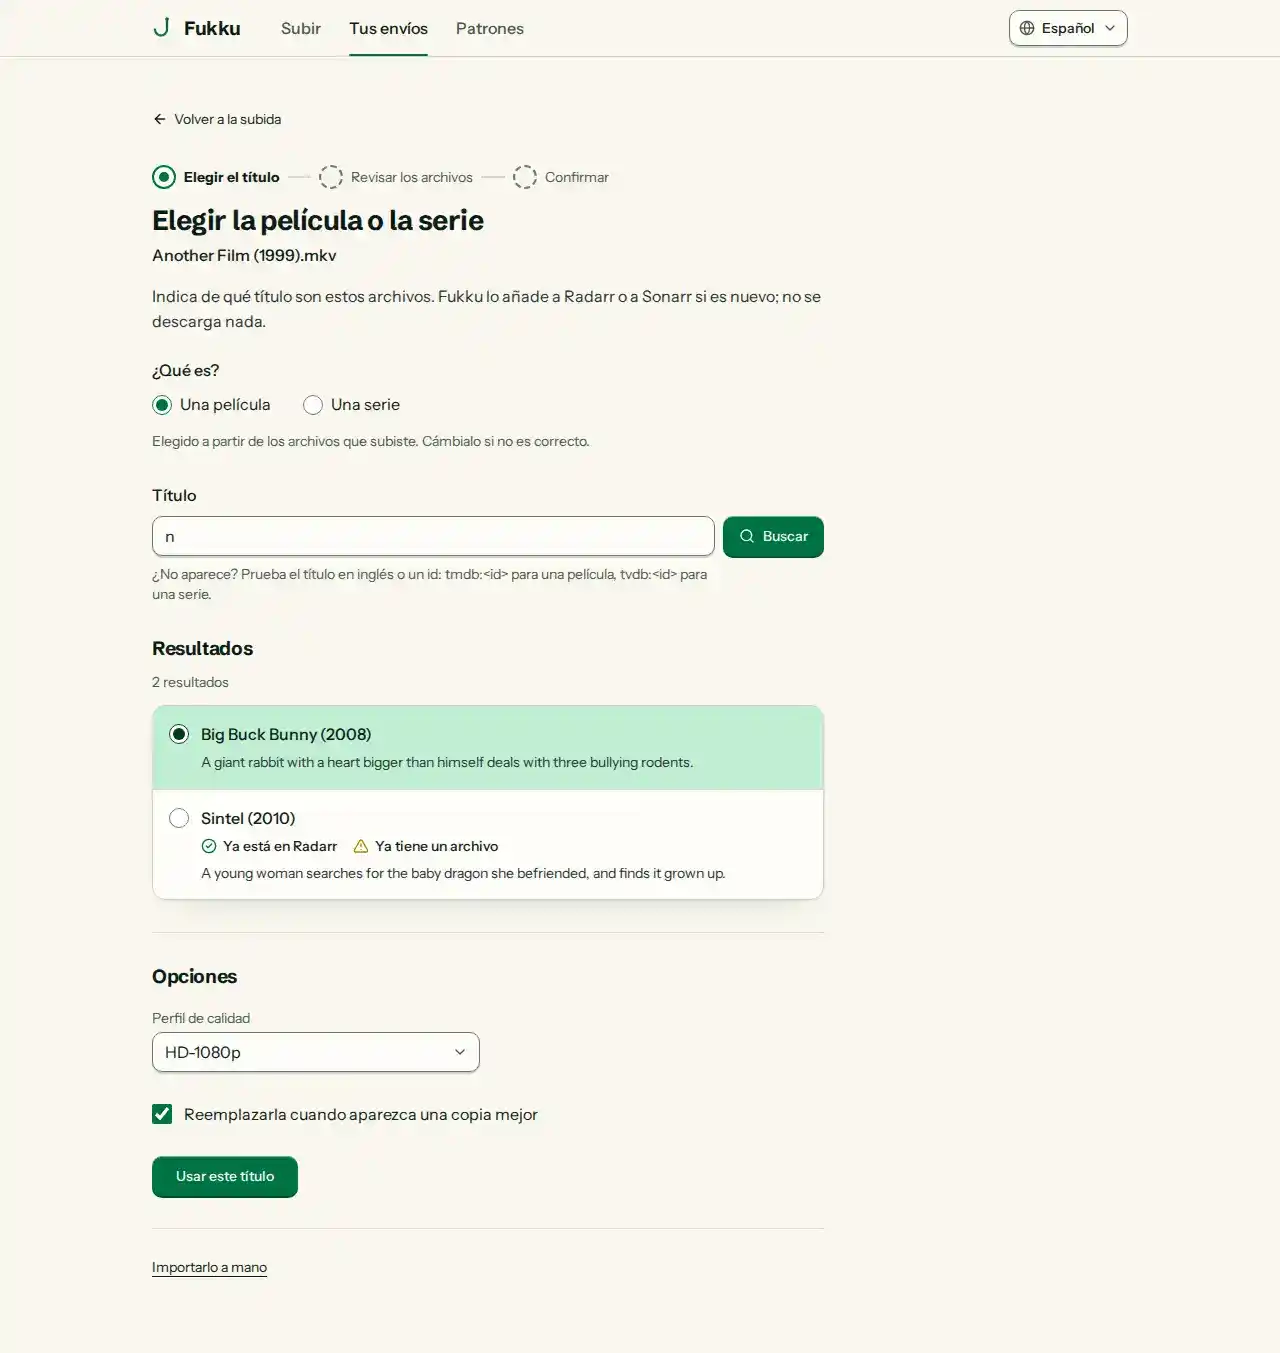 Fukku
Subir
Tus envíos
Patrones
Español
Volver a la subida
Elegir el título
Revisar los archivos
Confirmar
Elegir la película o la serie
Another Film (1999).mkv
Indica de qué título son estos archivos. Fukku lo añade a Radarr o a Sonarr si es nuevo; no se
descarga nada.
¿Qué es?
Una película
Una serie
Elegido a partir de los archivos que subiste. Cámbialo si no es correcto.
Título
n
Buscar
¿No aparece? Prueba el título en inglés o un id: tmdb:<id> para una película, tvdb:<id> para
una serie.
Resultados
2 resultados
Big Buck Bunny (2008)
A giant rabbit with a heart bigger than himself deals with three bullying rodents.
Sintel (2010)
Ya está en Radarr
Ya tiene un archivo
A young woman searches for the baby dragon she befriended, and finds it grown up.
Opciones
Perfil de calidad
HD-1080p
Reemplazarla cuando aparezca una copia mejor
Usar este título
Importarlo a mano